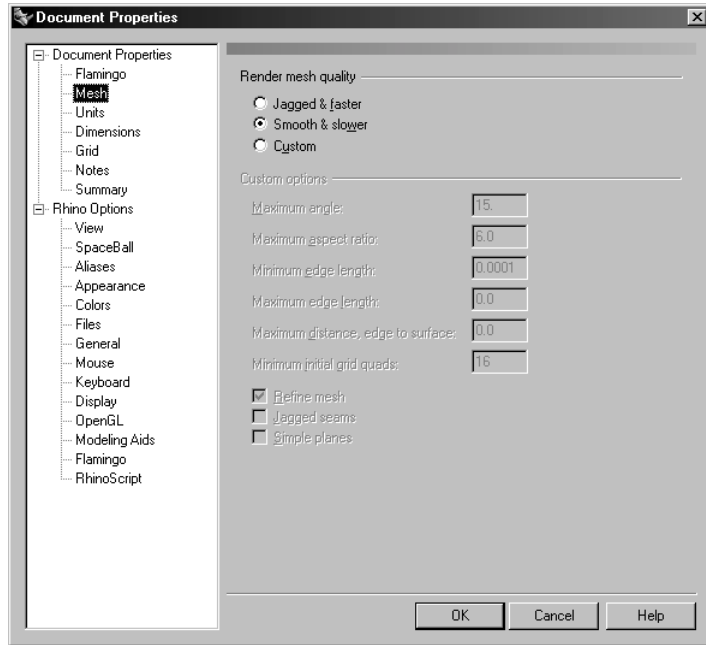 Document Properties
Document Properties
Flamingo
Mesh
Units
Dimensions
Grid
Notes
Summary
Rhino Options
View
SpaceBall
Aliases
Appearance
Colors
Files
General
Mouse
Keyboard
Display
OpenGL
Modeling Aids
Flamingo
RhinoScript
Render mesh quality
Jagged & faster
Smooth & slower
Custom
Custom options
Maximum angle: 15.
Maximum aspect ratio: 6.0
Minimum edge length: 0.0001
Maximum edge length: 0.0
Maximum distance, edge to surface: 0.0
Minimum initial grid quads: 16
Refine mesh
Jagged seams
Simple planes
OK Cancel Help